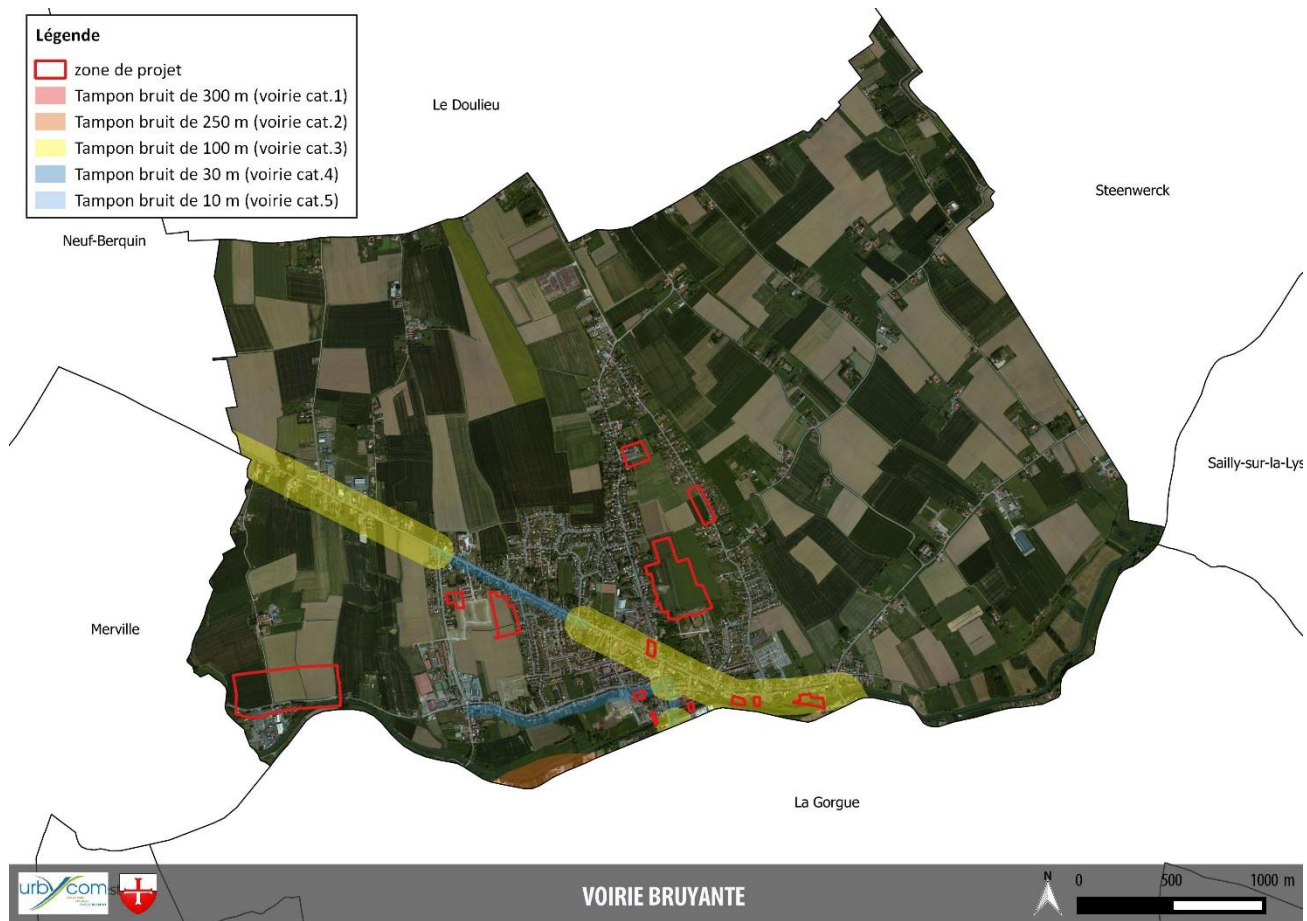 Légende
zone de projet
Tampon bruit de 300 m (voirie cat.1)
Tampon bruit de 250 m (voirie cat.2)
Tampon bruit de 100 m (voirie cat.3)
Tampon bruit de 30 m (voirie cat.4)
Tampon bruit de 10 m (voirie cat.5)
Le Doulieu
Steenwerck
Neuf-Berquin
Sailly-sur-la-Lys
Merville
La Gorgue
urbycom
VOIRIE BRUYANTE
N
0 500 1000 m